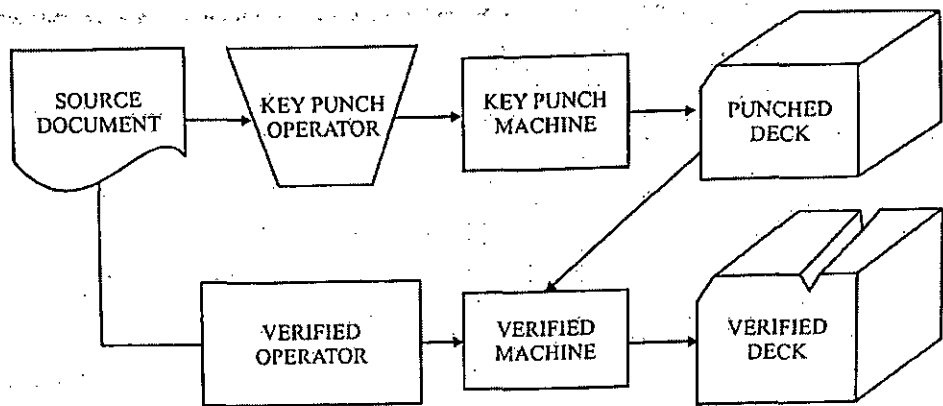 SOURCE
DOCUMENT
KEY PUNCH
OPERATOR
KEY PUNCH
MACHINE
PUNCHED
DECK
VERIFIED
OPERATOR
VERIFIED
MACHINE
VERIFIED
DECK